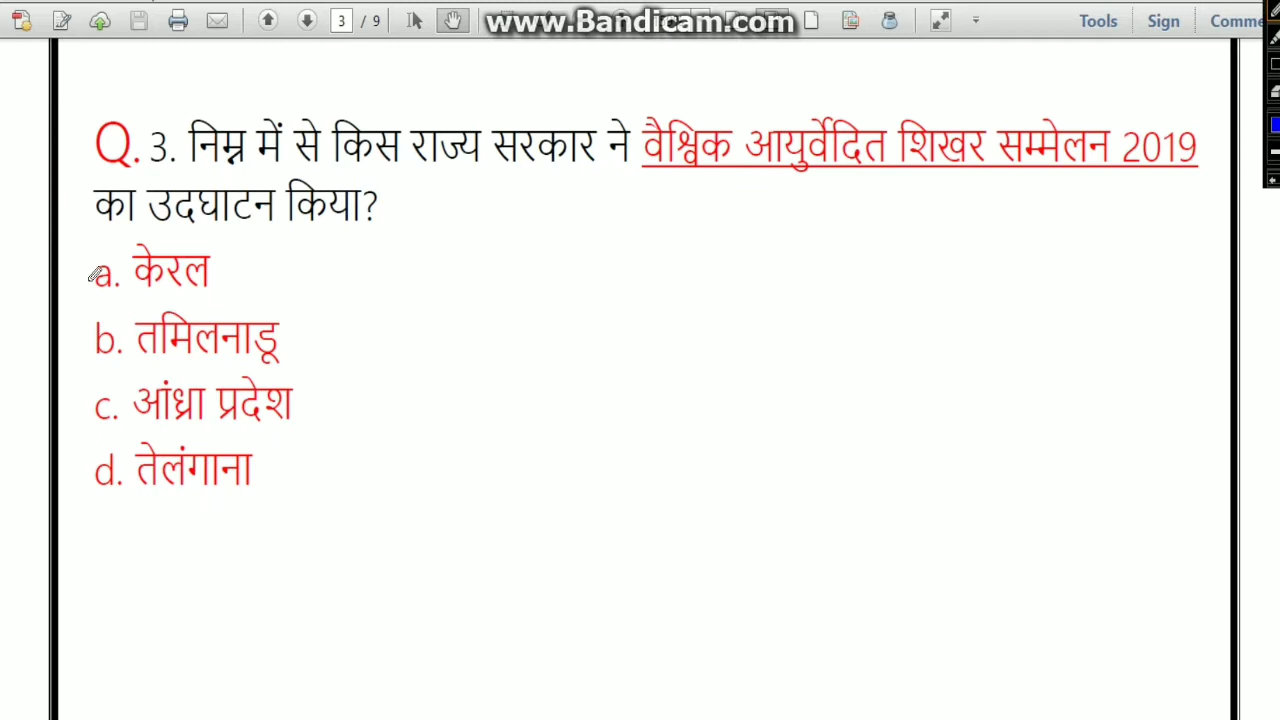 3 / 9
www.Bandicam.com
Tools Sign Comme
Q. 3. निम्न में से किस राज्य सरकार ने वैश्विक आयुर्वेदित शिखर सम्मेलन 2019
का उदघाटन किया?
a. केरल
b. तमिलनाडू
c. आंध्रा प्रदेश
d. तेलंगाना